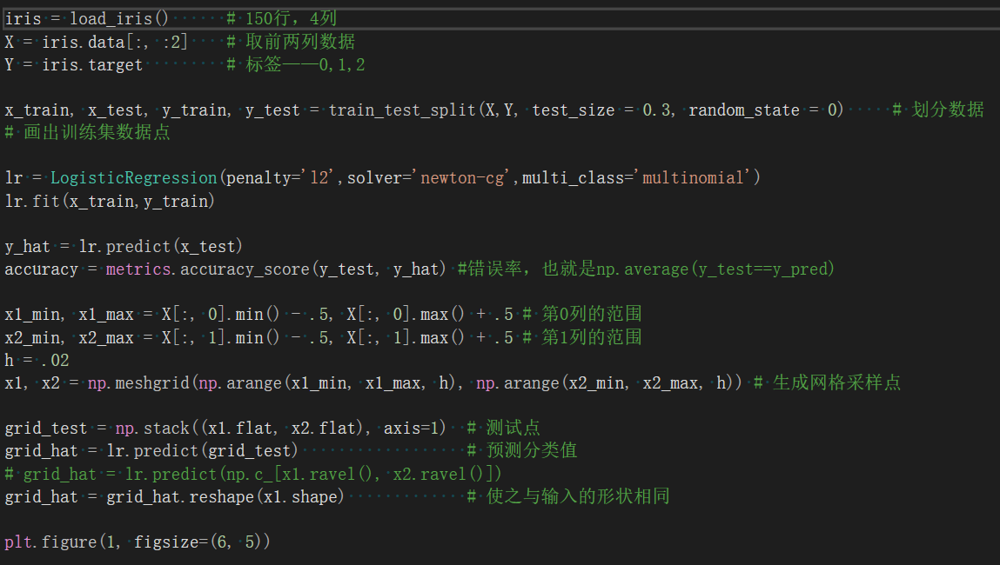 iris = load_iris()      # 150行，4列
X = iris.data[:, :2]    # 取前两列数据
Y = iris.target         # 标签——0,1,2
x_train, x_test, y_train, y_test = train_test_split(X,Y, test_size = 0.3, random_state = 0)     # 划分数据
# 画出训练集数据点
lr = LogisticRegression(penalty='l2',solver='newton-cg',multi_class='multinomial')
lr.fit(x_train,y_train)
y_hat = lr.predict(x_test)
accuracy = metrics.accuracy_score(y_test, y_hat) #错误率，也就是np.average(y_test==y_pred)
x1_min, x1_max = X[:, 0].min() - .5, X[:, 0].max() + .5 # 第0列的范围
x2_min, x2_max = X[:, 1].min() - .5, X[:, 1].max() + .5 # 第1列的范围
h = .02
x1, x2 = np.meshgrid(np.arange(x1_min, x1_max, h), np.arange(x2_min, x2_max, h)) # 生成网格采样点
grid_test = np.stack((x1.flat, x2.flat), axis=1)  # 测试点
grid_hat = lr.predict(grid_test)                  # 预测分类值
# grid_hat = lr.predict(np.c_[x1.ravel(), x2.ravel()])
grid_hat = grid_hat.reshape(x1.shape)             # 使之与输入的形状相同
plt.figure(1, figsize=(6, 5))